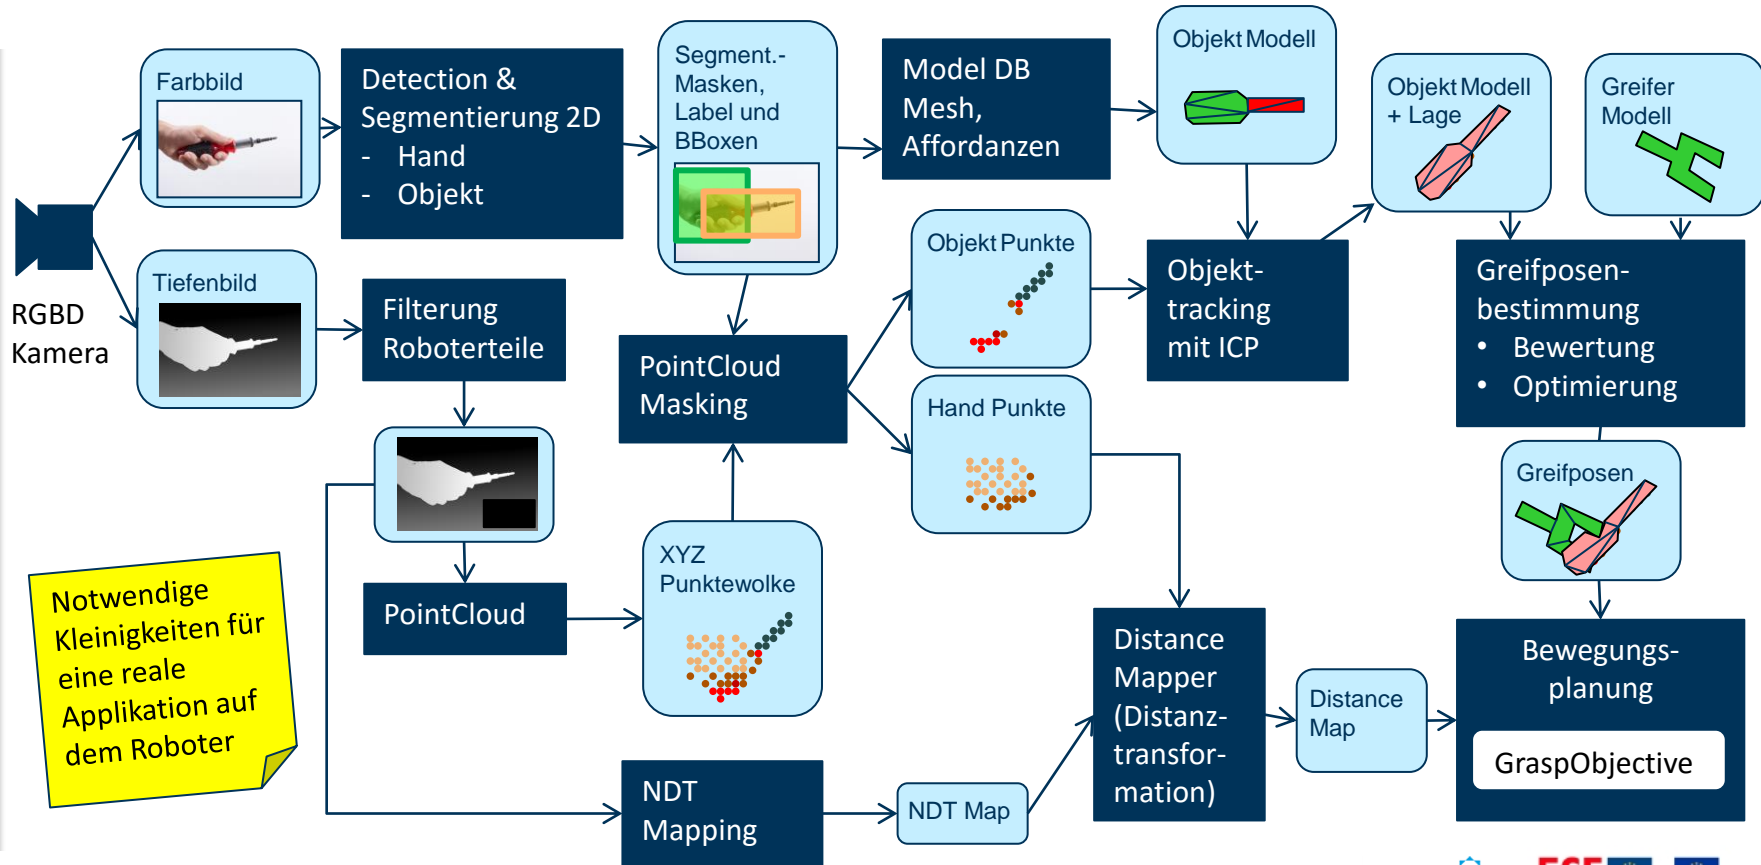 RGBD
Kamera
Farbbild
Tiefenbild
Detection &
Segmentierung 2D
- Hand
- Objekt
Filterung
Roboterteile
PointCloud
Segment.-
Masken,
Label und
BBoxen
PointCloud
Masking
XYZ
Punktewolke
NDT
Mapping
NDT Map
Model DB
Mesh,
Affordanzen
Objekt Punkte
Hand Punkte
Objekt Modell
Objekt-
tracking
mit ICP
Distance
Mapper
(Distanz-
transfor-
mation)
Distance
Map
Objekt Modell
+ Lage
Greifer
Modell
Greifposen-
bestimmung
• Bewertung
• Optimierung
Greifposen
Bewegungs-
planung
GraspObjective
Notwendige
Kleinigkeiten für
eine reale
Applikation auf
dem Roboter